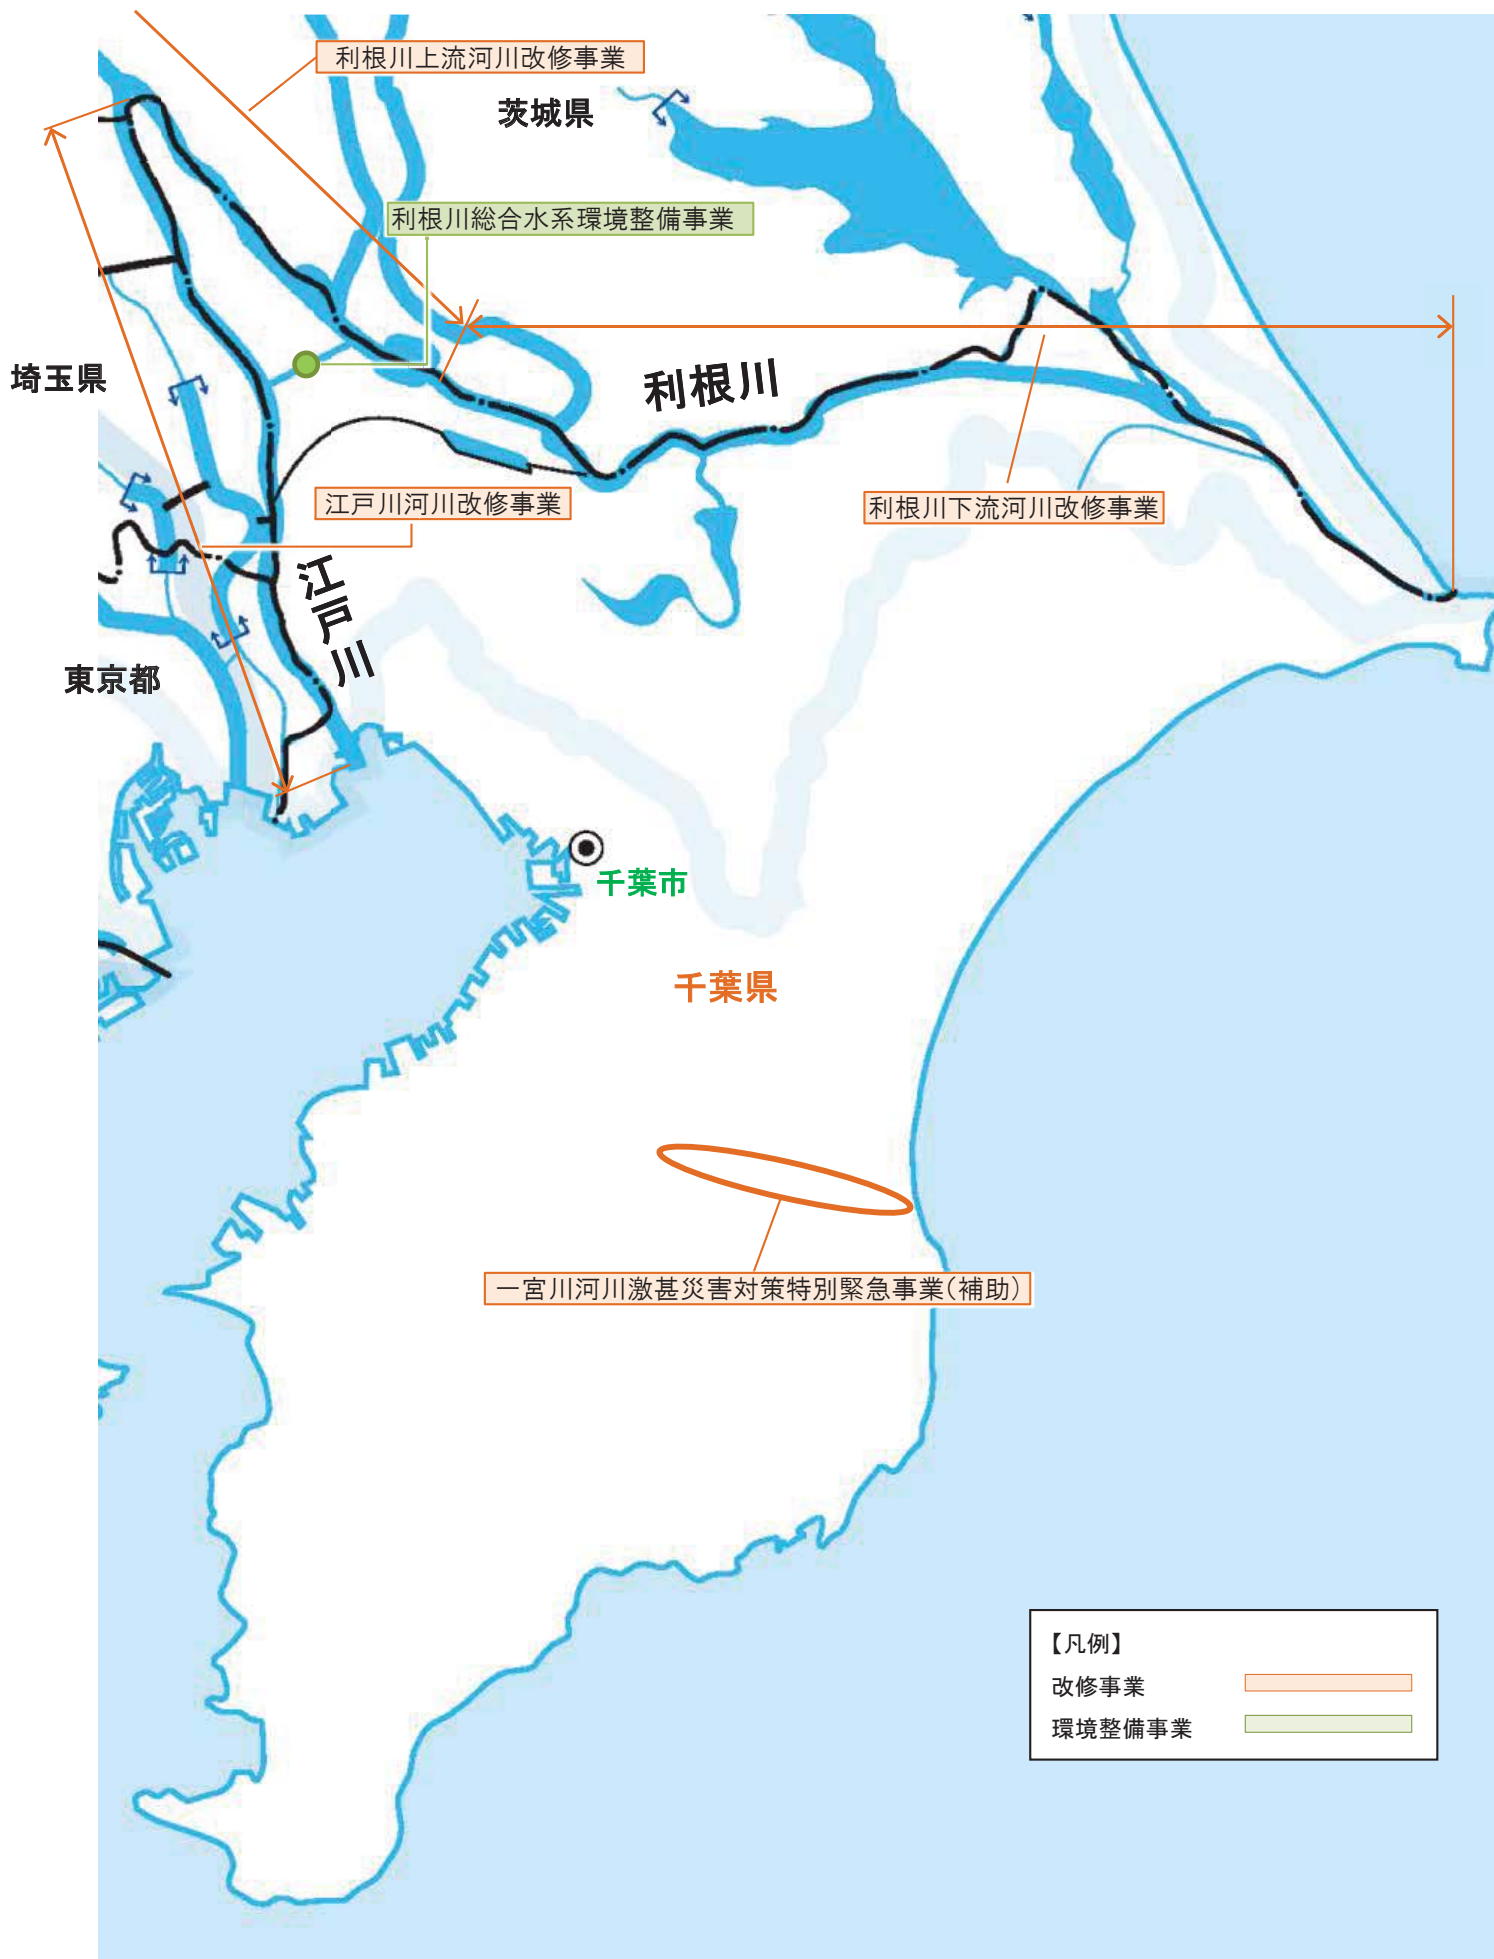 利根川上流河川改修事業
茨城県
利根川総合水系環境整備事業
埼玉県
利根川
江戸川河川改修事業
利根川下流河川改修事業
江戸川
東京都
千葉市
千葉県
一宮川河川激甚災害対策特別緊急事業(補助)
【凡例】
改修事業
環境整備事業